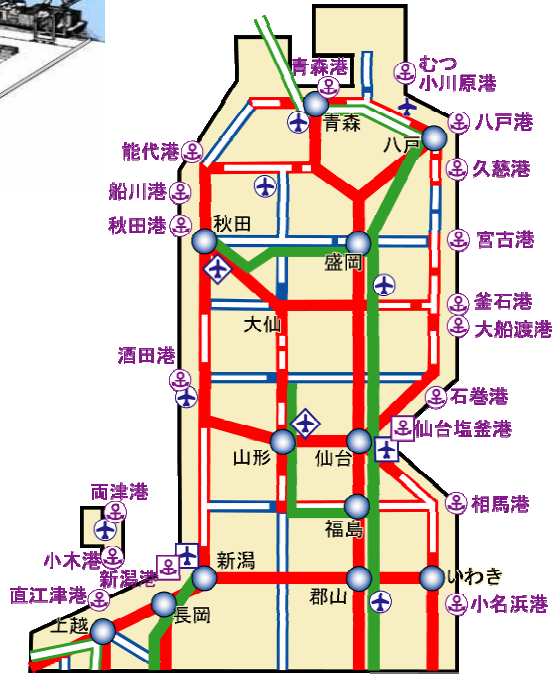 青森港
むつ
小川原港
青森
八戸港
八戸
能代港
久慈港
船川港
秋田港
秋田
宮古港
盛岡
釜石港
大仙
大船渡港
酒田港
石巻港
仙台塩釜港
山形
仙台
両津港
相馬港
福島
小木港
新潟港
新潟
いわき
直江津港
郡山
小名浜港
長岡
上越